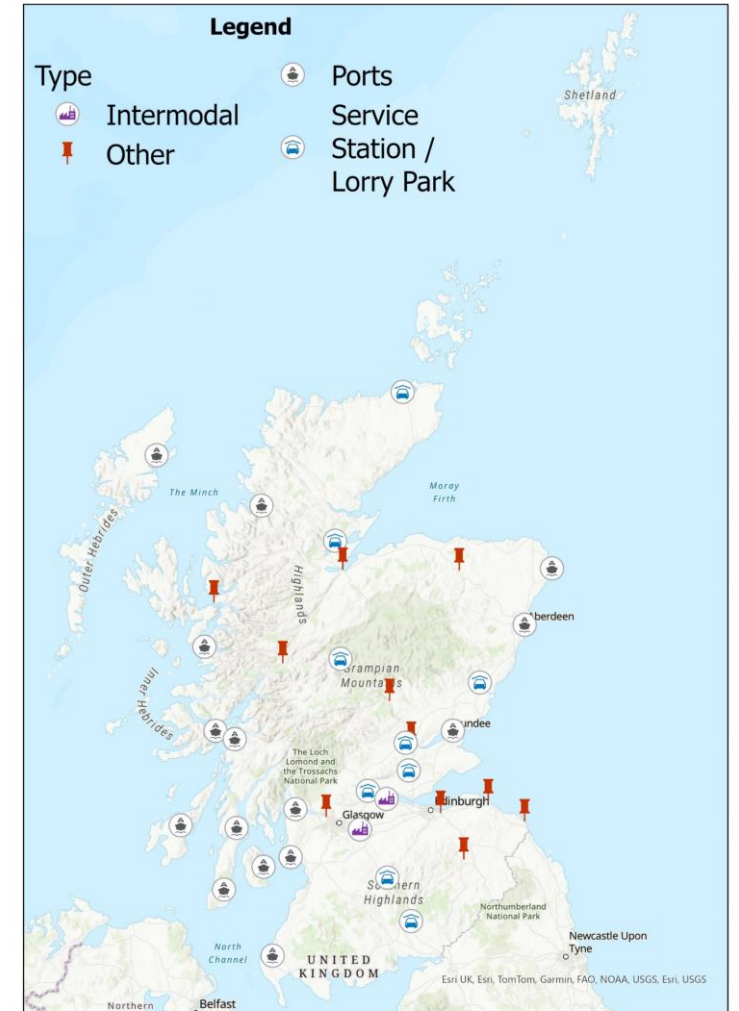 Legend
Type
Intermodal
Other
Ports
Service
Station /
Lorry Park
Shetland
The Minch
Moray
Firth
Outer Hebrides
Highlands
berdeen
Grampian
Mountains
Inner Hebrides
undee
The Loch
Lomond and
the Trossachs
National Park
Edinburgh
Glasgow
Southern
Highlands
Northumberland
National Park
Newcastle Upon
Tyne
North
Channel
UNITED
KINGDOM
Esri UK, Esri, TomTom, Garmin, FAO, NOAA, USGS, Esri, USGS
Northern
Belfast